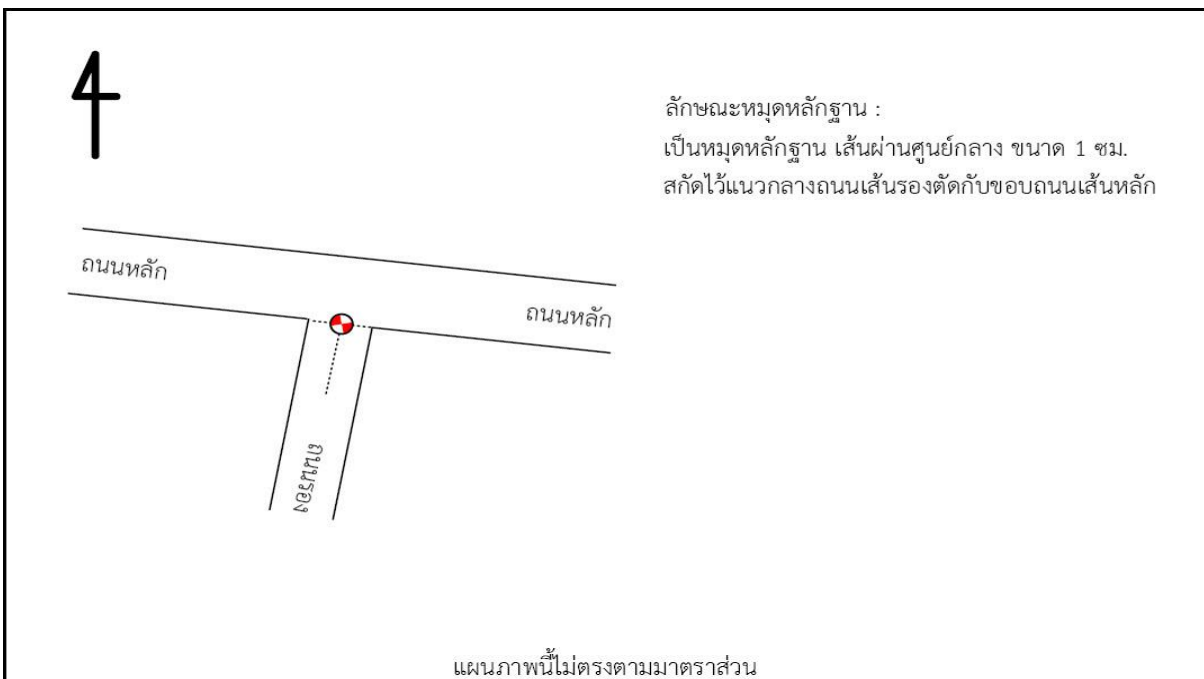 ลักษณะหมุดหลักฐาน :
เป็นหมุดหลักฐาน เส้นผ่านศูนย์กลาง ขนาด 1 ซม.
สกัดไว้แนวกลางถนนเส้นรองตัดกับขอบถนนเส้นหลัก
ถนนหลัก
ถนนหลัก
ถนนรอง
แผนภาพนี้ไม่ตรงตามมาตราส่วน